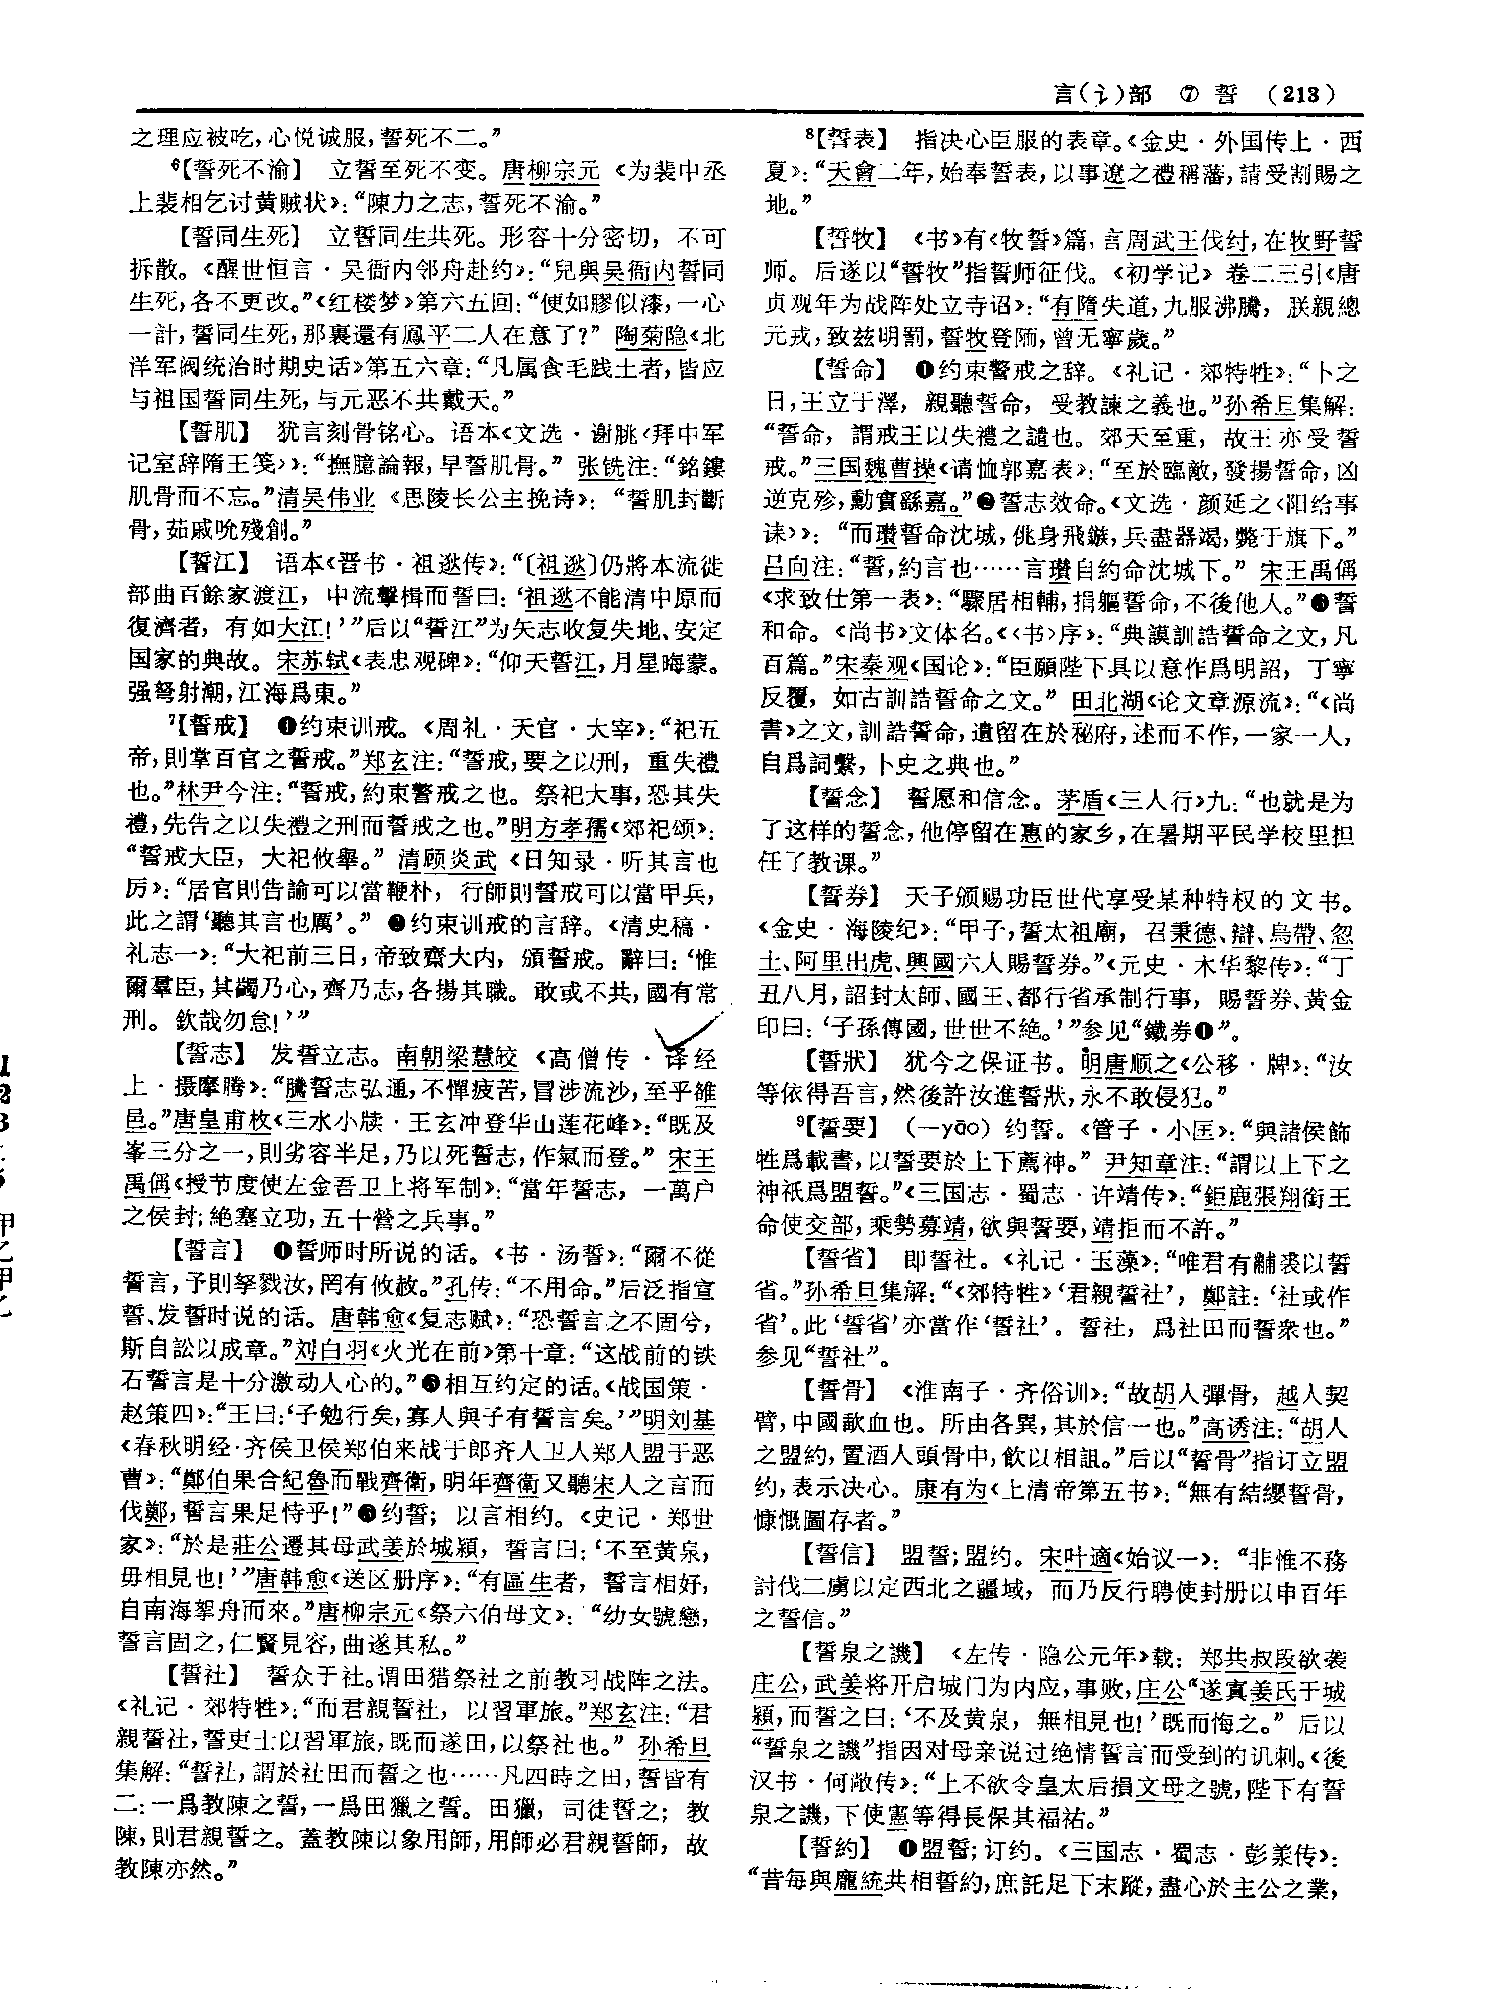 言(讠)部 ⑦ 誓 (213)
之理应被吃,心悦诚服,誓死不二。”
⁶【誓死不渝】 立誓至死不变。唐柳宗元《为裴中丞
上裴相乞讨黄贼状》:“陳力之志,誓死不渝。”
【誓同生死】 立誓同生共死。形容十分密切,不可
拆散。《醒世恒言·吴衙内邻舟赴约》:“兒與吴衙内誓同
生死,各不更改。”《红楼梦》第六五回:“便如膠似漆,一心
一計,誓同生死,那裏還有鳳平二人在意了?” 陶菊隐《北
洋军阀统治时期史话》第五六章:“凡属食毛践土者,皆应
与祖国誓同生死,与元恶不共戴天。”
【誓肌】 犹言刻骨铭心。语本《文选·谢朓〈拜中军
记室辞隋王笺〉》:“撫臆論報,早誓肌骨。” 张铣注:“銘鏤
肌骨而不忘。”清吴伟业《思陵长公主挽诗》:“誓肌封斷
骨,茹戚吮殘創。”
【誓江】 语本《晋书·祖逖传》:“〔祖逖〕仍將本流徙
部曲百餘家渡江,中流擊楫而誓曰:‘祖逖不能清中原而
復濟者,有如大江!’”后以“誓江”为矢志收复失地、安定
国家的典故。宋苏轼《表忠观碑》:“仰天誓江,月星晦蒙。
强弩射潮,江海爲東。”
⁷【誓戒】 ❶约束训戒。《周礼·天官·大宰》:“祀五
帝,則掌百官之誓戒。”郑玄注:“誓戒,要之以刑,重失禮
也。”林尹今注:“誓戒,約束警戒之也。祭祀大事,恐其失
禮,先告之以失禮之刑而誓戒之也。”明方孝孺《郊祀颂》:
“誓戒大臣,大祀攸舉。” 清顾炎武《日知录·听其言也
厉》:“居官則告諭可以當鞭朴,行師則誓戒可以當甲兵,
此之謂‘聽其言也厲’。” ❷约束训戒的言辞。《清史稿·
礼志一》:“大祀前三日,帝致齋大内,頒誓戒。辭曰:‘惟
爾羣臣,其蠲乃心,齊乃志,各揚其職。敢或不共,國有常
刑。欽哉勿怠!’”
【誓志】 发誓立志。南朝梁慧皎《高僧传·译经
上·摄摩腾》:“騰誓志弘通,不憚疲苦,冒涉流沙,至乎雒
邑。”唐皇甫枚《三水小牍·王玄冲登华山莲花峰》:“既及
峯三分之一,則劣容半足,乃以死誓志,作氣而登。” 宋王
禹偁《授节度使左金吾卫上将军制》:“當年誓志,一萬户
之侯封;絶塞立功,五十營之兵事。”
【誓言】 ❶誓师时所说的话。《书·汤誓》:“爾不從
誓言,予則孥戮汝,罔有攸赦。”孔传:“不用命。”后泛指宣
誓、发誓时说的话。唐韩愈《复志赋》:“恐誓言之不固兮,
斯自訟以成章。”刘白羽《火光在前》第十章:“这战前的铁
石誓言是十分激动人心的。”❷相互约定的话。《战国策·
赵策四》:“王曰:‘子勉行矣,寡人與子有誓言矣。’”明刘基
《春秋明经·齐侯卫侯郑伯来战于郎齐人卫人郑人盟于恶
曹》:“鄭伯果合紀魯而戰齊衛,明年齊衛又聽宋人之言而
伐鄭,誓言果足恃乎!”❸约誓;以言相约。《史记·郑世
家》:“於是莊公遷其母武姜於城潁,誓言曰:‘不至黄泉,
毋相見也!’”唐韩愈《送区册序》:“有區生者,誓言相好,
自南海挐舟而來。”唐柳宗元《祭六伯母文》:“幼女號戀,
誓言固之,仁賢見容,曲遂其私。”
【誓社】 誓众于社。谓田猎祭社之前教习战阵之法。
《礼记·郊特牲》:“而君親誓社,以習軍旅。”郑玄注:“君
親誓社,誓吏士以習軍旅,既而遂田,以祭社也。” 孙希旦
集解:“誓社,謂於社田而誓之也……凡四時之田,誓皆有
二:一爲教陳之誓,一爲田獵之誓。田獵,司徒誓之;教
陳,則君親誓之。蓋教陳以象用師,用師必君親誓師,故
教陳亦然。”
⁸【誓表】 指决心臣服的表章。《金史·外国传上·西
夏》:“天會二年,始奉誓表,以事遼之禮稱藩,請受割賜之
地。”
【誓牧】 《书》有《牧誓》篇,言周武王伐纣,在牧野誓
师。后遂以“誓牧”指誓师征伐。《初学记》卷二三引《唐
贞观年为战阵处立寺诏》:“有隋失道,九服沸騰,朕親總
元戎,致兹明罰,誓牧登陑,曾无寧歲。”
【誓命】 ❶约束警戒之辞。《礼记·郊特牲》:“卜之
日,王立于澤,親聽誓命,受教諫之義也。”孙希旦集解:
“誓命,謂戒王以失禮之譴也。郊天至重,故王亦受誓
戒。”三国魏曹操《请恤郭嘉表》:“至於臨敵,發揚誓命,凶
逆克殄,勳實繇嘉。”❷誓志效命。《文选·颜延之〈阳给事
诔〉》:“而瓚誓命沈城,佻身飛鏃,兵盡器竭,斃于旗下。”
吕向注:“誓,約言也……言瓚自約命沈城下。” 宋王禹偁
《求致仕第一表》:“驟居相輔,捐軀誓命,不後他人。”❸誓
和命。《尚书》文体名。《〈书〉序》:“典謨訓誥誓命之文,凡
百篇。”宋秦观《国论》:“臣願陛下具以意作爲明詔,丁寧
反覆,如古訓誥誓命之文。” 田北湖《论文章源流》:“《尚
書》之文,訓誥誓命,遺留在於秘府,述而不作,一家一人,
自爲詞繫,卜史之典也。”
【誓念】 誓愿和信念。茅盾《三人行》九:“也就是为
了这样的誓念,他停留在惠的家乡,在暑期平民学校里担
任了教课。”
【誓券】 天子颁赐功臣世代享受某种特权的文书。
《金史·海陵纪》:“甲子,誓太祖廟,召秉德、辯、烏帶、忽
土、阿里出虎、興國六人賜誓券。”《元史·木华黎传》:“丁
丑八月,詔封太師、國王、都行省承制行事,賜誓券、黄金
印曰:‘子孫傳國,世世不絶。’”参见“鐵券❶”。
【誓狀】 犹今之保证书。明唐顺之《公移·牌》:“汝
等依得吾言,然後許汝進誓狀,永不敢侵犯。”
⁹【誓要】 (—yāo) 约誓。《管子·小匡》:“與諸侯飾
牲爲載書,以誓要於上下薦神。” 尹知章注:“謂以上下之
神祇爲盟誓。”《三国志·蜀志·许靖传》:“鉅鹿張翔銜王
命使交部,乘勢募靖,欲與誓要,靖拒而不許。”
【誓省】 即誓社。《礼记·玉藻》:“唯君有黼裘以誓
省。”孙希旦集解:“《郊特牲》‘君親誓社’,鄭註:‘社或作
省’。此‘誓省’亦當作‘誓社’。誓社,爲社田而誓衆也。”
参见“誓社”。
【誓骨】 《淮南子·齐俗训》:“故胡人彈骨,越人契
臂,中國歃血也。所由各異,其於信一也。”高诱注:“胡人
之盟約,置酒人頭骨中,飲以相詛。”后以“誓骨”指订立盟
约,表示决心。康有为《上清帝第五书》:“無有結纓誓骨,
慷慨圖存者。”
【誓信】 盟誓;盟约。宋叶適《始议一》:“非惟不務
討伐二虜以定西北之疆域,而乃反行聘使封册以申百年
之誓信。”
【誓泉之譏】 《左传·隐公元年》载:郑共叔段欲袭
庄公,武姜将开启城门为内应,事败,庄公“遂寘姜氏于城
潁,而誓之曰:‘不及黄泉,無相見也!’既而悔之。” 后以
“誓泉之譏”指因对母亲说过绝情誓言而受到的讥刺。《後
汉书·何敞传》:“上不欲令皇太后損文母之號,陛下有誓
泉之譏,下使憲等得長保其福祐。”
【誓約】 ❶盟誓;订约。《三国志·蜀志·彭羕传》:
“昔每與龐統共相誓約,庶託足下末蹤,盡心於主公之業,